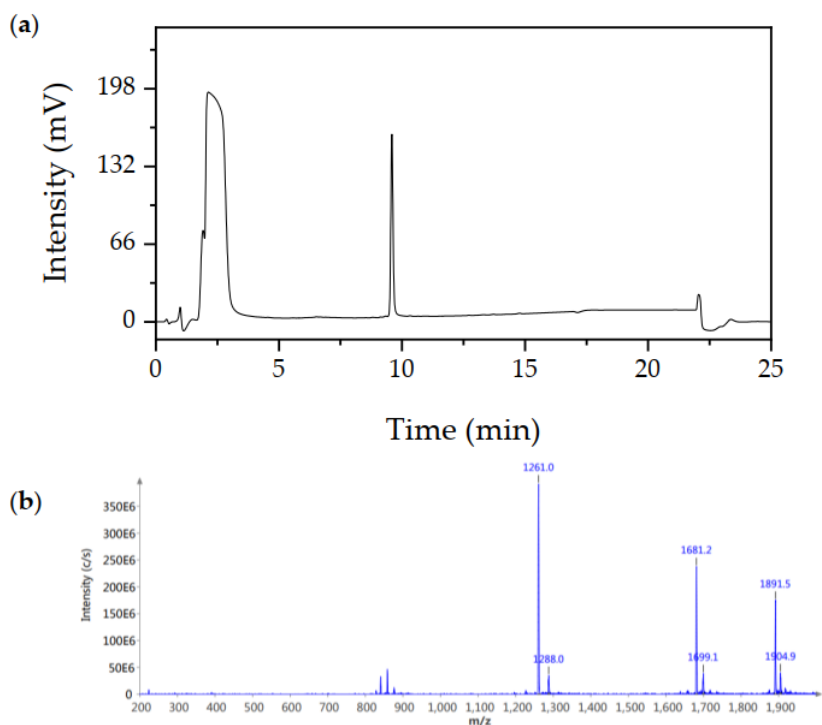 (a)
Intensity (mV)
198
132
66
0
0 5 10 15 20 25
Time (min)
(b)
Intensity (c/s)
350E6
300E6
250E6
200E6
150E6
100E6
50E6
0
1261.0
1288.0
1681.2
1699.1
1891.5
1904.9
200 300 400 500 600 700 800 900 1,000 1,100 1,200 1,300 1,400 1,500 1,600 1,700 1,800 1,900
m/z